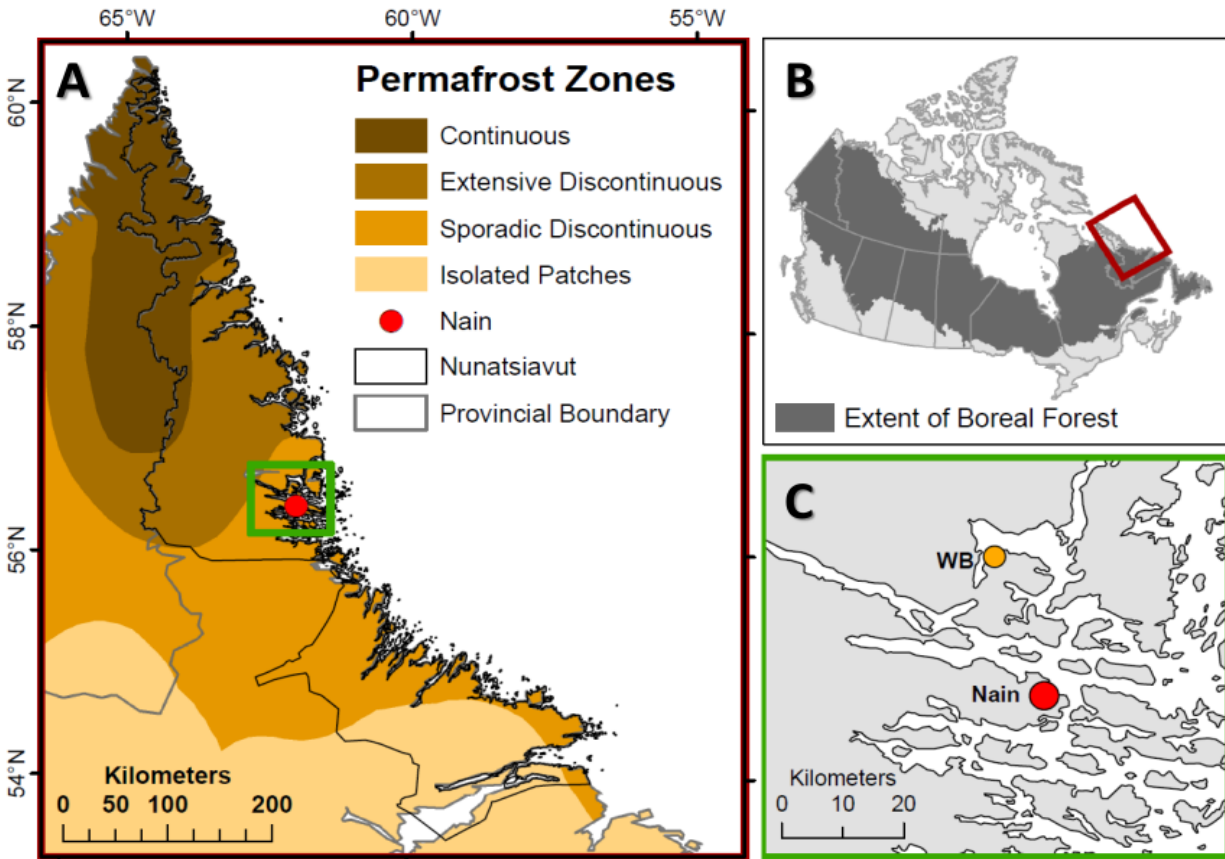 65°W
60°W
55°W
60°N
58°N
56°N
54°N
A
Permafrost Zones
Continuous
Extensive Discontinuous
Sporadic Discontinuous
Isolated Patches
Nain
Nunatsiavut
Provincial Boundary
Kilometers
0 50 100 200
B
Extent of Boreal Forest
C
WB
Nain
Kilometers
0 10 20